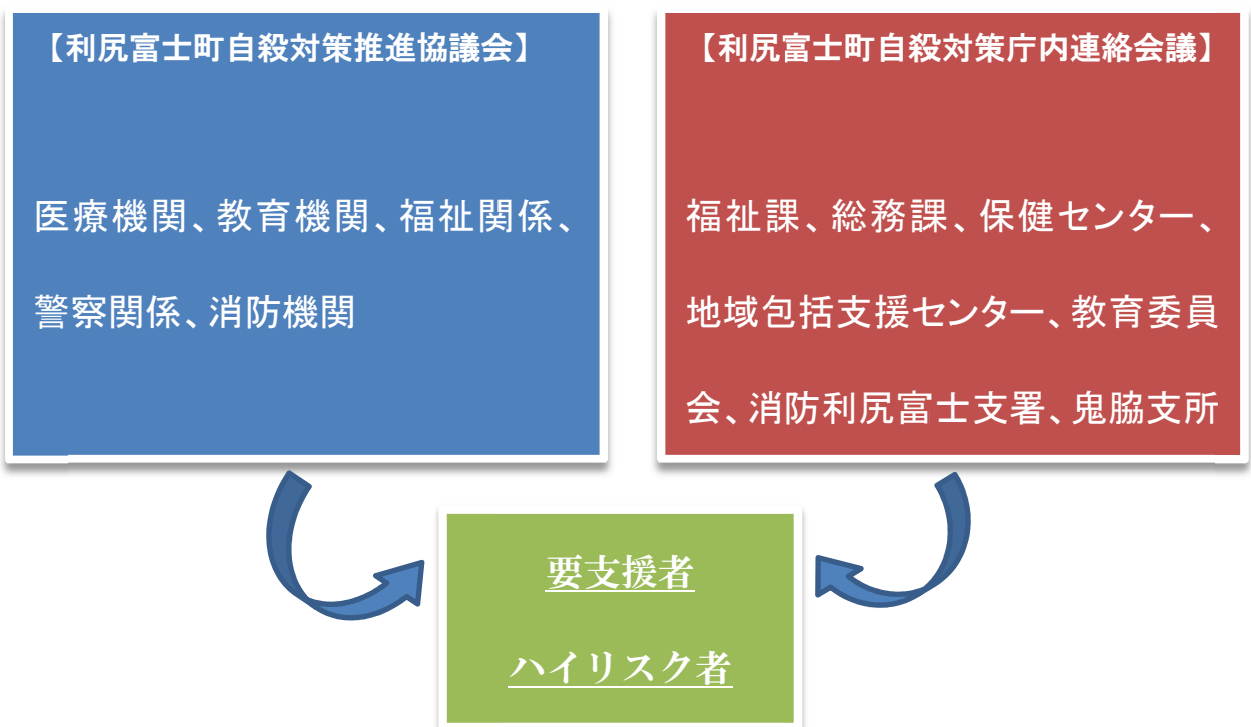 【利尻富士町自殺対策推進協議会】
医療機関、教育機関、福祉関係、
警察関係、消防機関
【利尻富士町自殺対策庁内連絡会議】
福祉課、総務課、保健センター、
地域包括支援センター、教育委員
会、消防利尻富士支署、鬼脇支所
要支援者
ハイリスク者